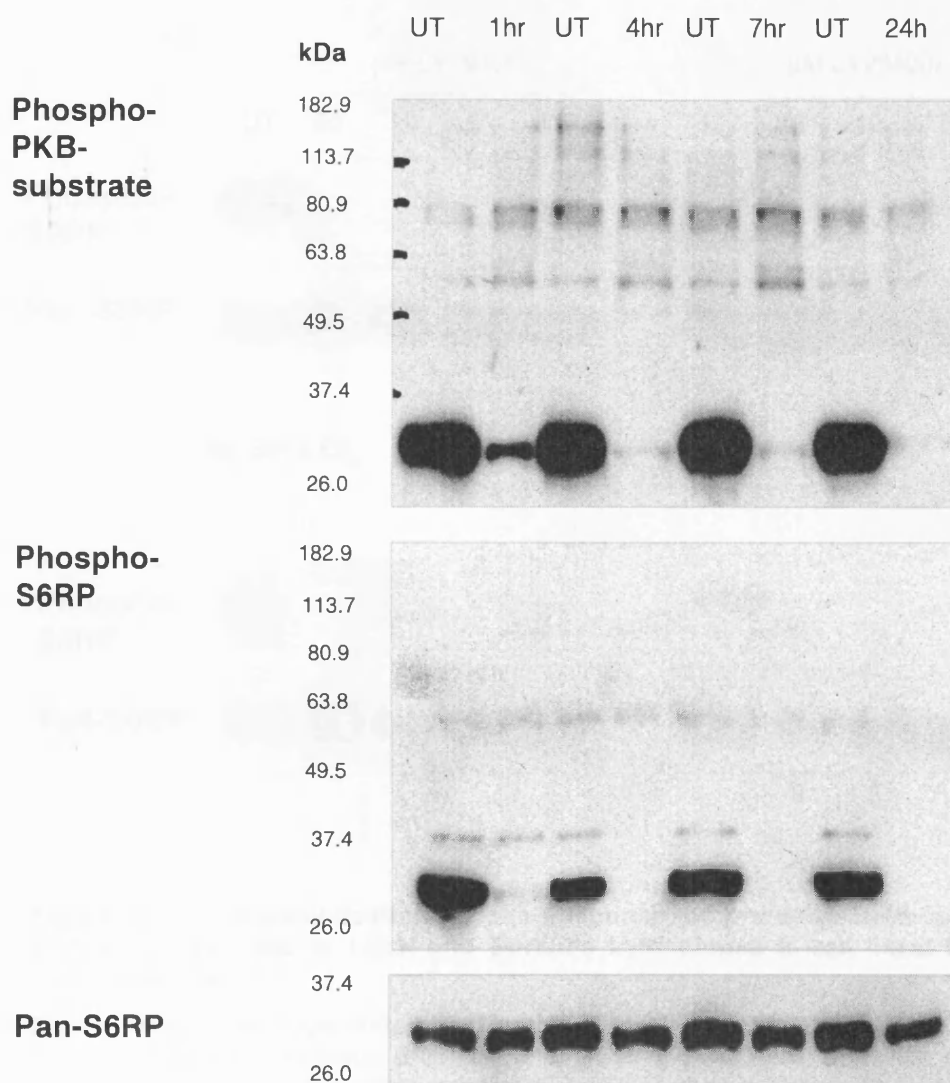 UT 1hr UT 4hr UT 7hr UT 24h
kDa
Phospho-
PKB-
substrate
182.9
113.7
80.9
63.8
49.5
37.4
26.0
Phospho-
S6RP
182.9
113.7
80.9
63.8
49.5
37.4
26.0
Pan-S6RP
37.4
26.0